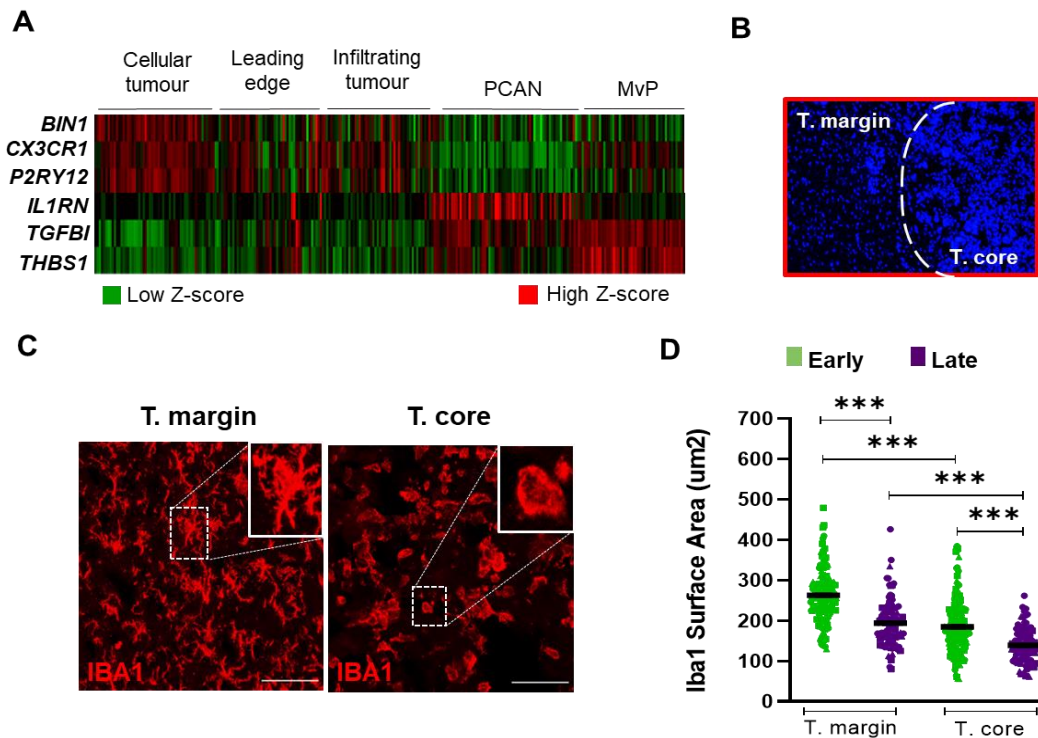 A
Cellular
tumour
Leading
edge
Infiltrating
tumour
PCAN
MvP
BIN1
CX3CR1
P2RY12
IL1RN
TGFBI
THBS1
Low Z-score
High Z-score
B
T. margin
T. core
C
T. margin
T. core
IBA1
IBA1
D
Early
Late
***
***
***
***
Iba1 Surface Area (um2)
700
600
500
400
300
200
100
0
T. margin
T. core